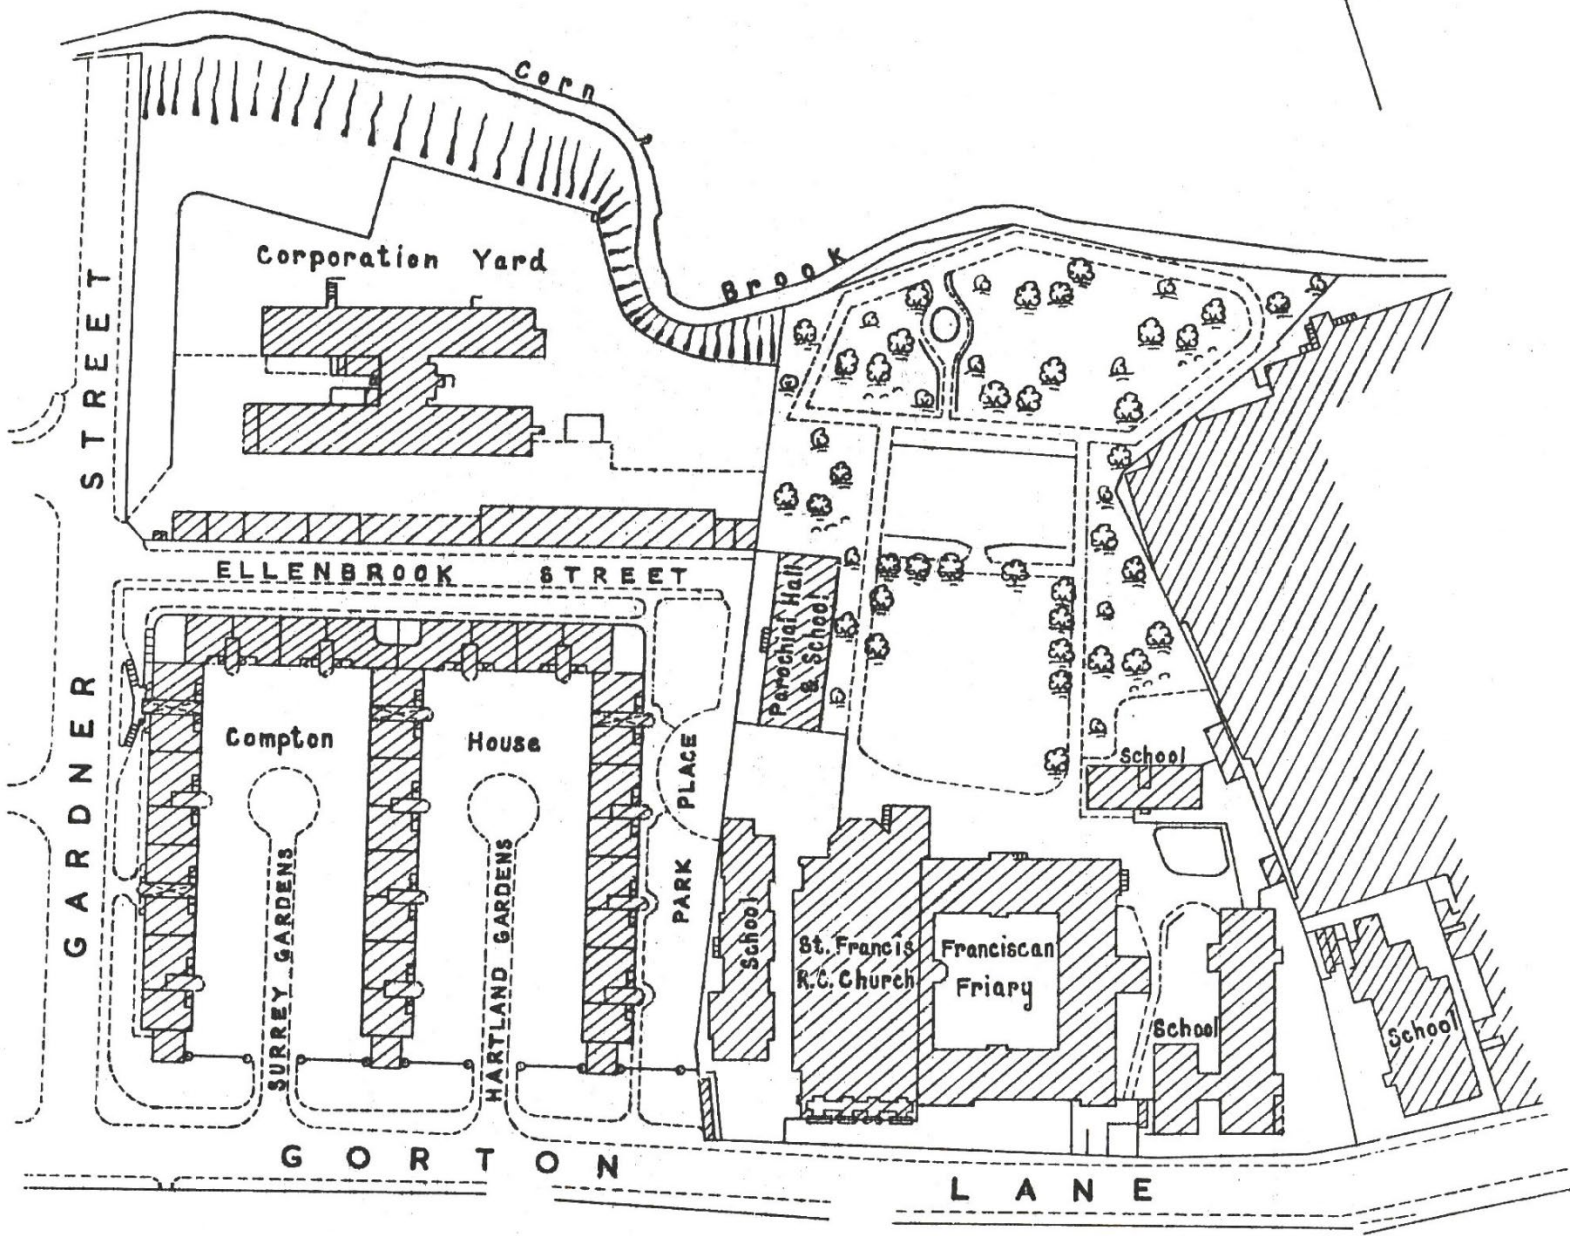 Corn
Brook
Corporation Yard
STREET
GARDNER
ELLENBROOK STREET
Parochial Hall
& School
Compton House
PLACE
PARK
School
SURREY GARDENS
HARTLAND GARDENS
School
St. Francis
R.C. Church
Franciscan
Friary
School
School
GORTON
LANE